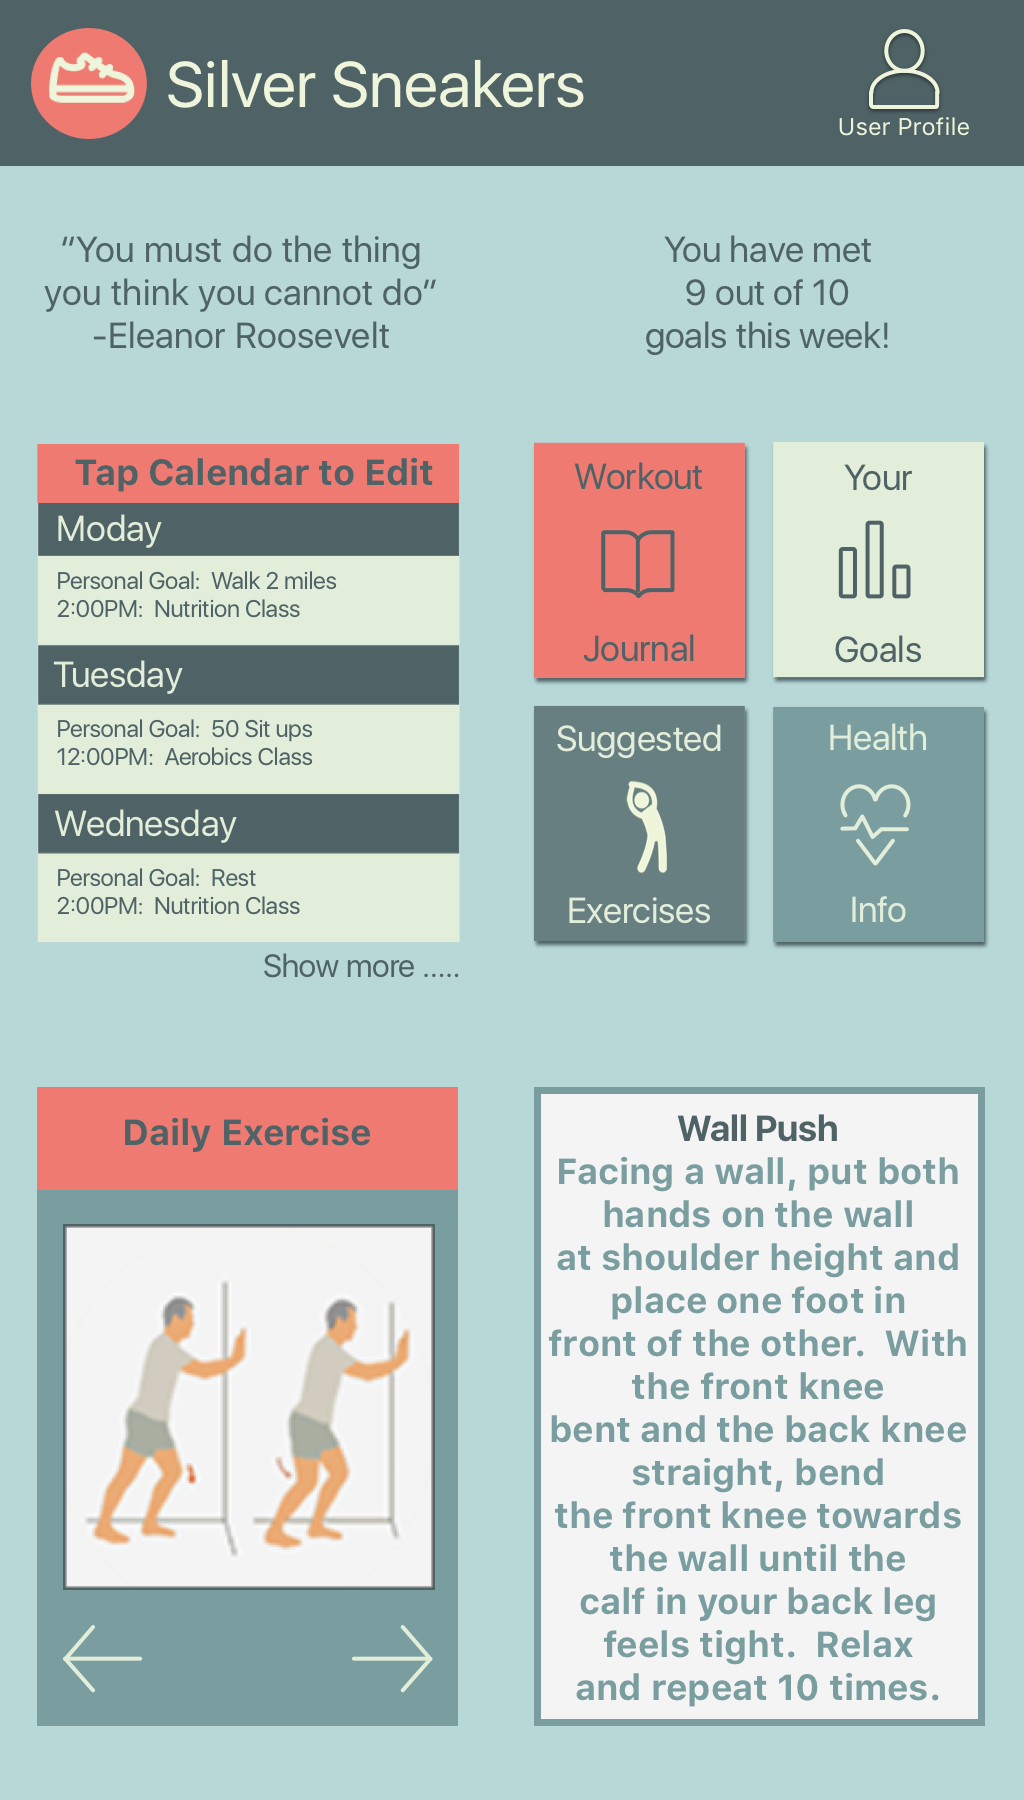 Silver Sneakers
User Profile
“You must do the thing
you think you cannot do”
-Eleanor Roosevelt
You have met
9 out of 10
goals this week!
Tap Calendar to Edit
Moday
Personal Goal:  Walk 2 miles
2:00PM:  Nutrition Class
Tuesday
Personal Goal:  50 Sit ups
12:00PM:  Aerobics Class
Wednesday
Personal Goal:  Rest
2:00PM:  Nutrition Class
Show more .....
Workout
Journal
Your
Goals
Suggested
Exercises
Health
Info
Daily Exercise
Wall Push
Facing a wall, put both
hands on the wall
at shoulder height and
place one foot in
front of the other.  With
the front knee
bent and the back knee
straight, bend
the front knee towards
the wall until the
calf in your back leg
feels tight.  Relax
and repeat 10 times.